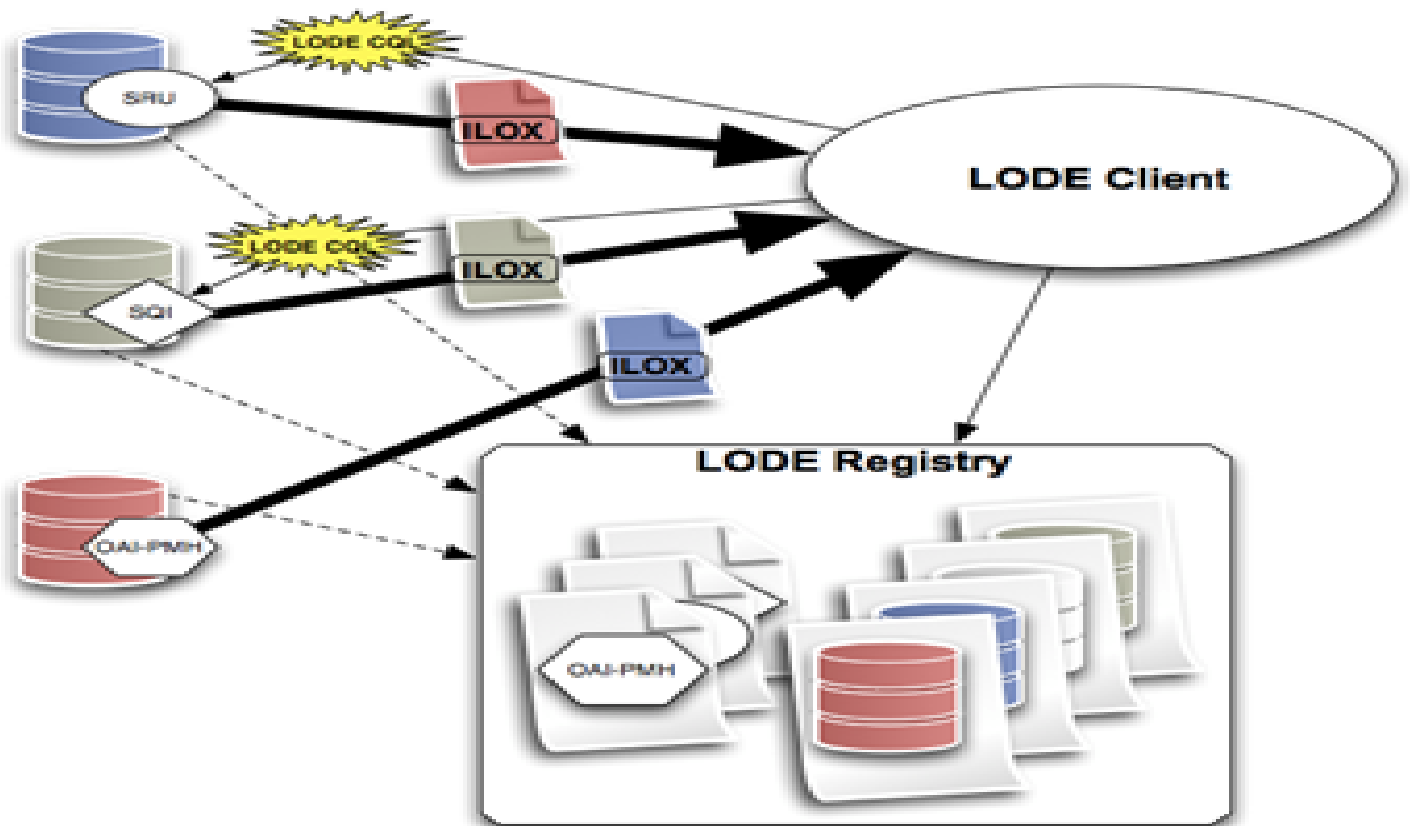 LODE CQL
SRU
ILOX
LODE Client
LODE CQL
ILOX
SQI
ILOX
LODE Registry
OAI-PMH
OAI-PMH